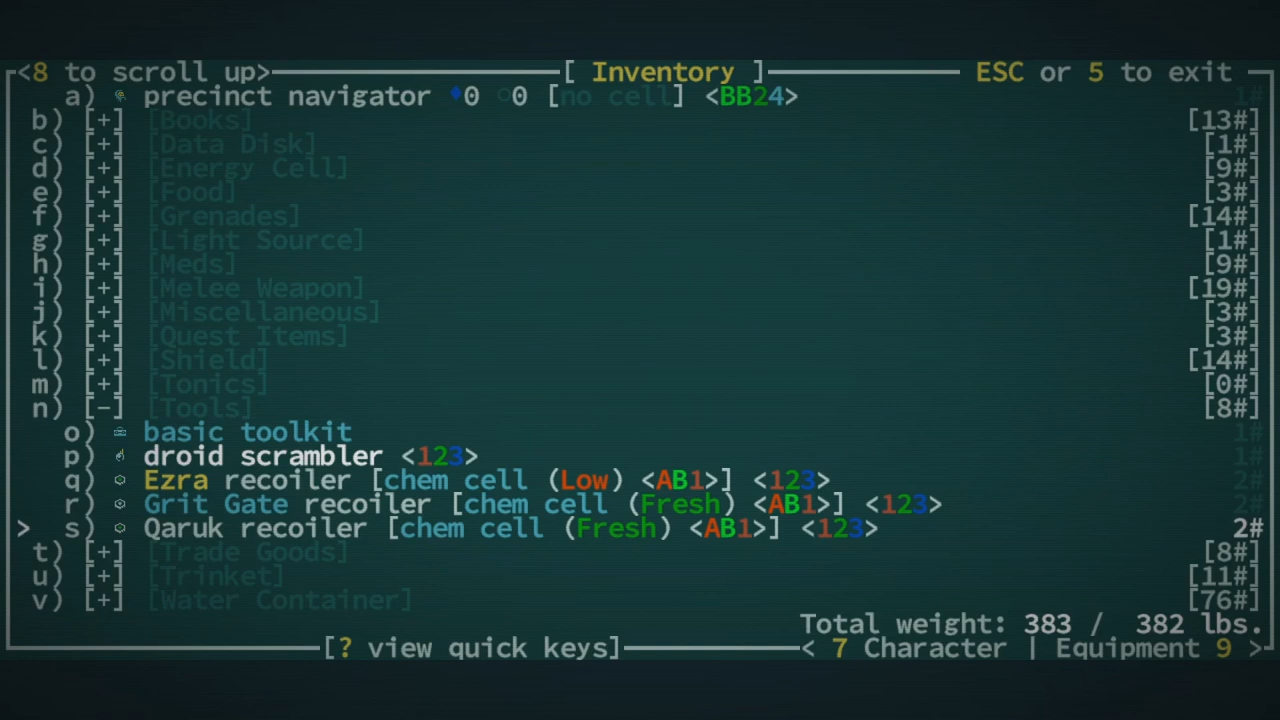 <8 to scroll up> [ Inventory ] ESC or 5 to exit
a) precinct navigator ♦0 ○0 [no cell] <BB24> 1#
b) [+] [Books] [13#]
c) [+] [Data Disk] [1#]
d) [+] [Energy Cell] [9#]
e) [+] [Food] [3#]
f) [+] [Grenades] [14#]
g) [+] [Light Source] [1#]
h) [+] [Meds] [9#]
i) [+] [Melee Weapon] [19#]
j) [+] [Miscellaneous] [3#]
k) [+] [Quest Items] [3#]
l) [+] [Shield] [14#]
m) [+] [Tonics] [0#]
n) [-] [Tools] [8#]
o) basic toolkit 1#
p) droid scrambler <123> 1#
q) Ezra recoiler [chem cell (Low) <AB1>] <123> 2#
r) Grit Gate recoiler [chem cell (Fresh) <AB1>] <123> 2#
> s) Qaruk recoiler [chem cell (Fresh) <AB1>] <123> 2#
t) [+] [Trade Goods] [8#]
u) [+] [Trinket] [11#]
v) [+] [Water Container] [76#]
Total weight: 383 / 382 lbs.
[? view quick keys] < 7 Character | Equipment 9 >